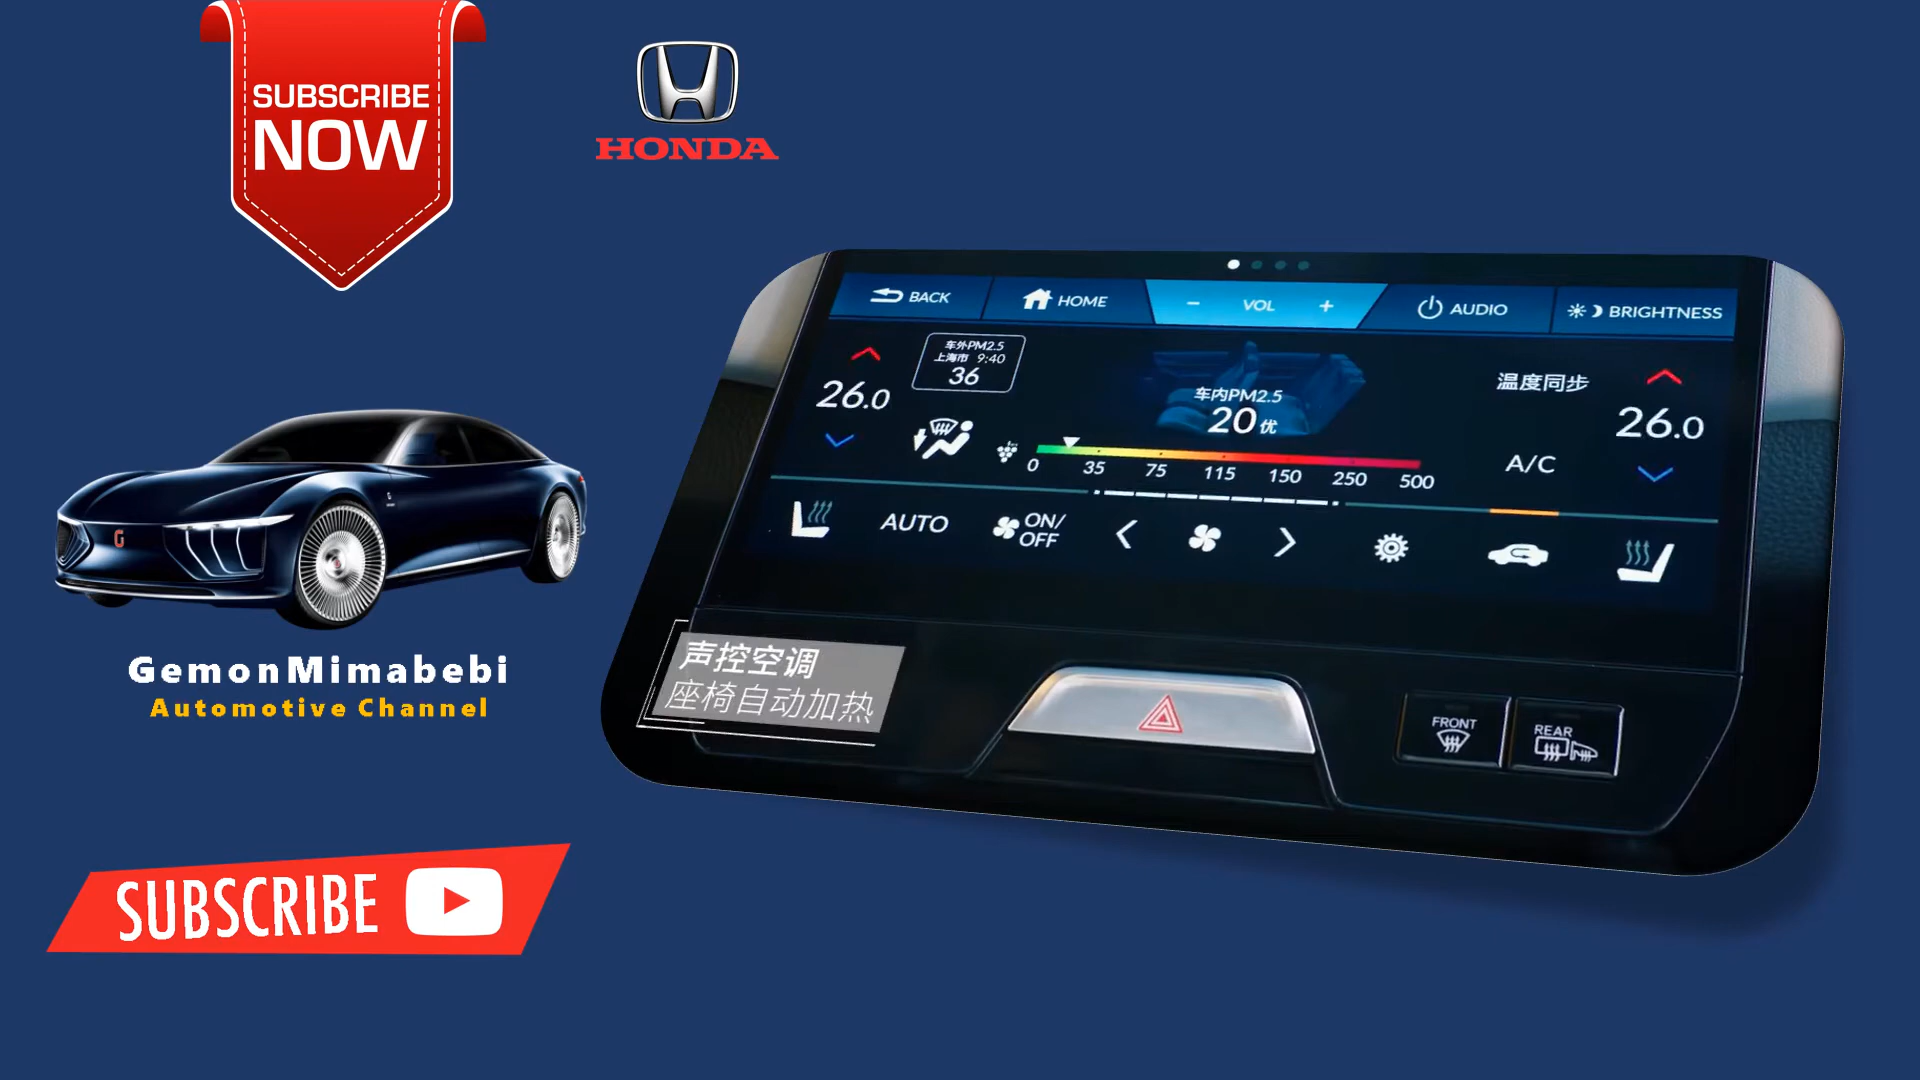 SUBSCRIBE
NOW
HONDA
BACK
HOME
− VOL +
AUDIO
BRIGHTNESS
车外PM2.5
上海市 9:40
36
26.0
车内PM2.5
20优
温度同步
26.0
A/C
0 35 75 115 150 250 500
AUTO
ON/
OFF
声控空调
座椅自动加热
FRONT
REAR
G
GemonMimabebi
Automotive Channel
SUBSCRIBE